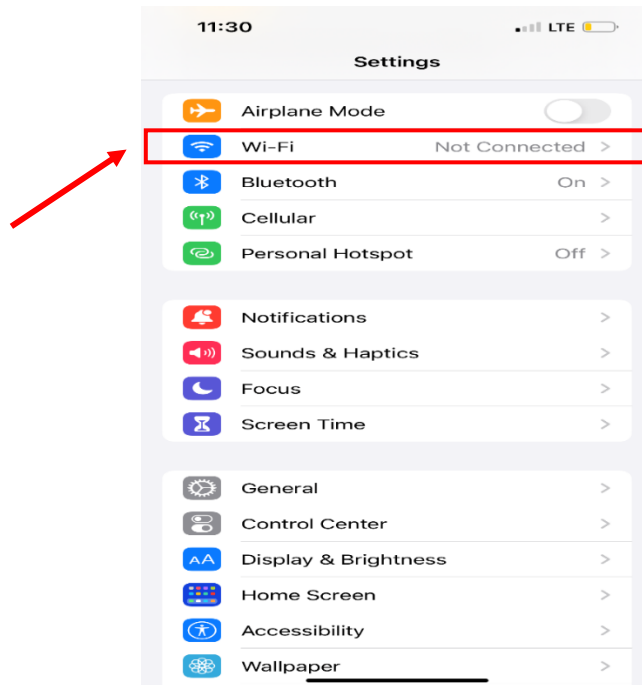 11:30 LTE
Settings
Airplane Mode
Wi-Fi Not Connected >
Bluetooth On >
Cellular >
Personal Hotspot Off >
Notifications >
Sounds & Haptics >
Focus >
Screen Time >
General >
Control Center >
AA Display & Brightness >
Home Screen >
Accessibility >
Wallpaper >